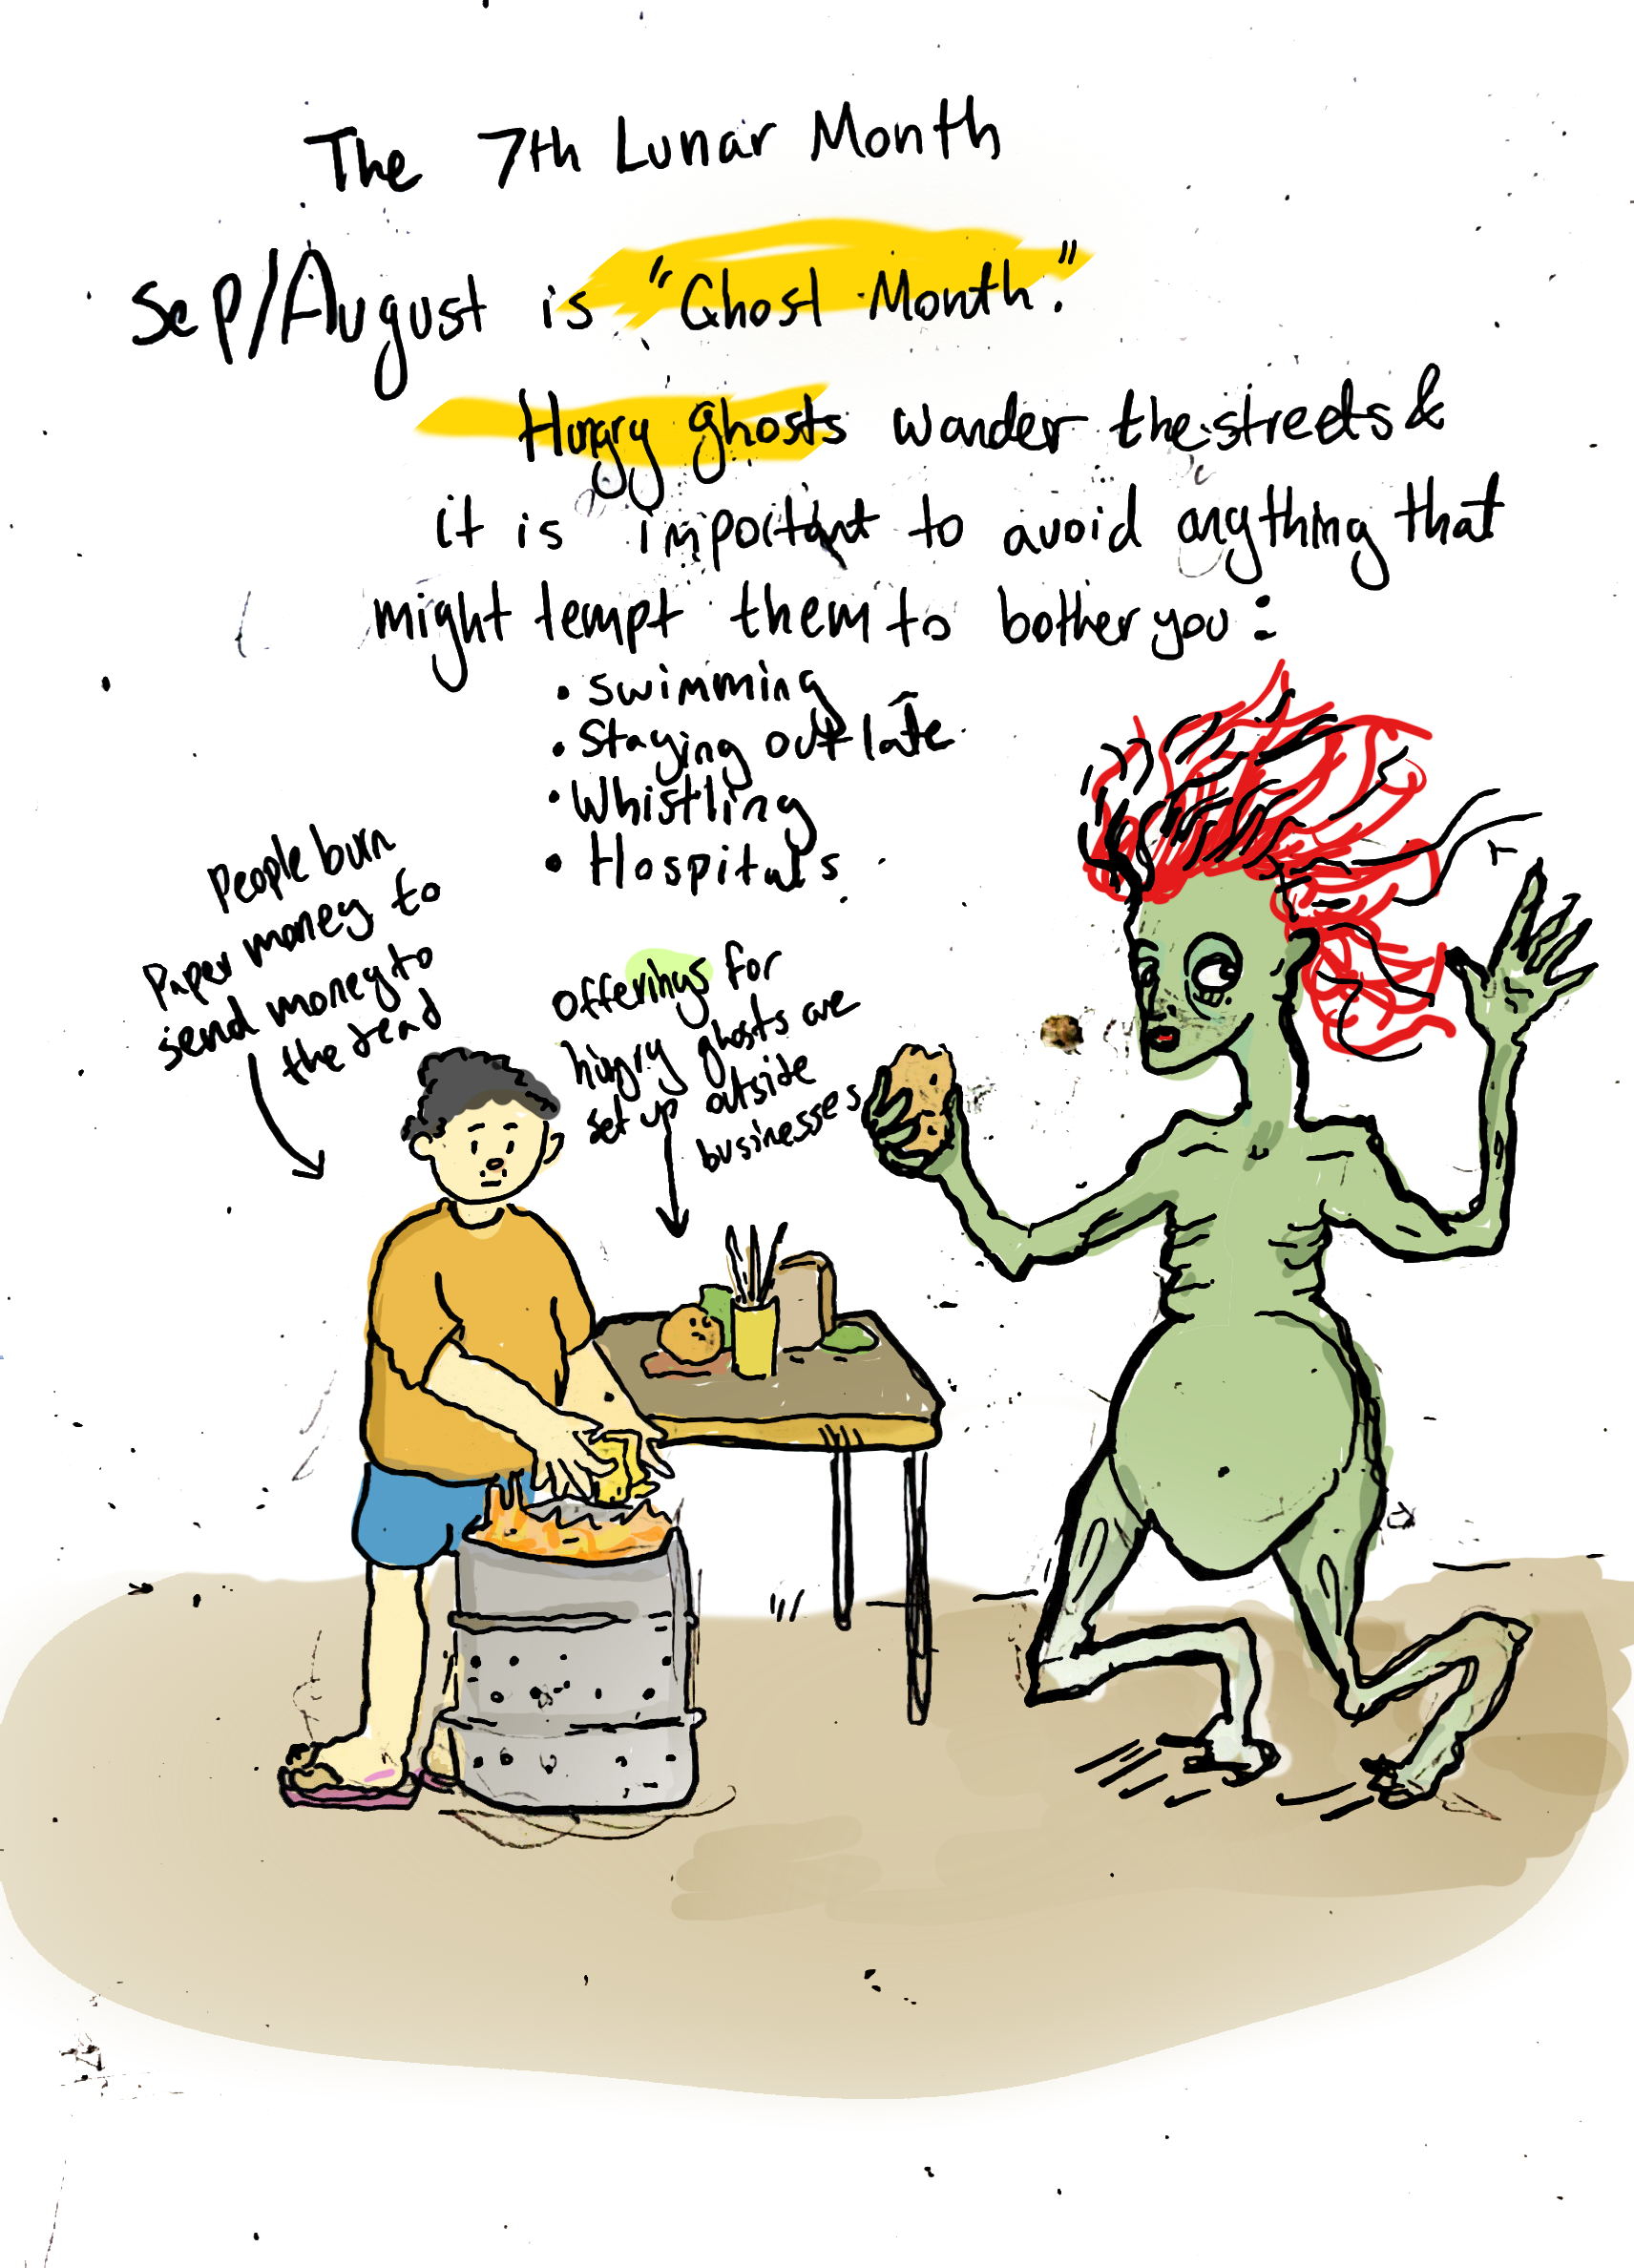 The 7th Lunar Month
Sep/August is "Ghost Month."
Hungry ghosts wander the streets &
it is important to avoid anything that
might tempt them to bother you:
• swimming
• Staying out late
• Whistling
• Hospitals
People burn
Paper money to
send money to
the dead
offerings for
hungry ghosts are
set up outside
businesses